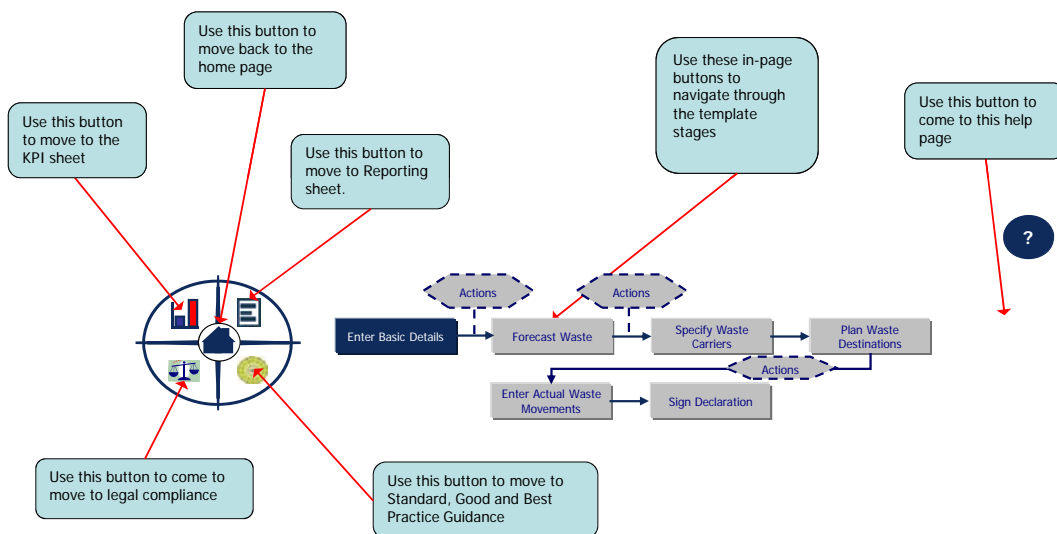 Use this button to
move back to the
home page
Use these in-page
buttons to
navigate through
the template
stages
Use this button to
come to this help
page
Use this button
to move to the
KPI sheet
Use this button to
move to Reporting
sheet.
?
Actions
Actions
Enter Basic Details
Forecast Waste
Specify Waste
Carriers
Plan Waste
Destinations
Actions
Enter Actual Waste
Movements
Sign Declaration
Use this button to come to
move to legal compliance
Use this button to move to
Standard, Good and Best
Practice Guidance